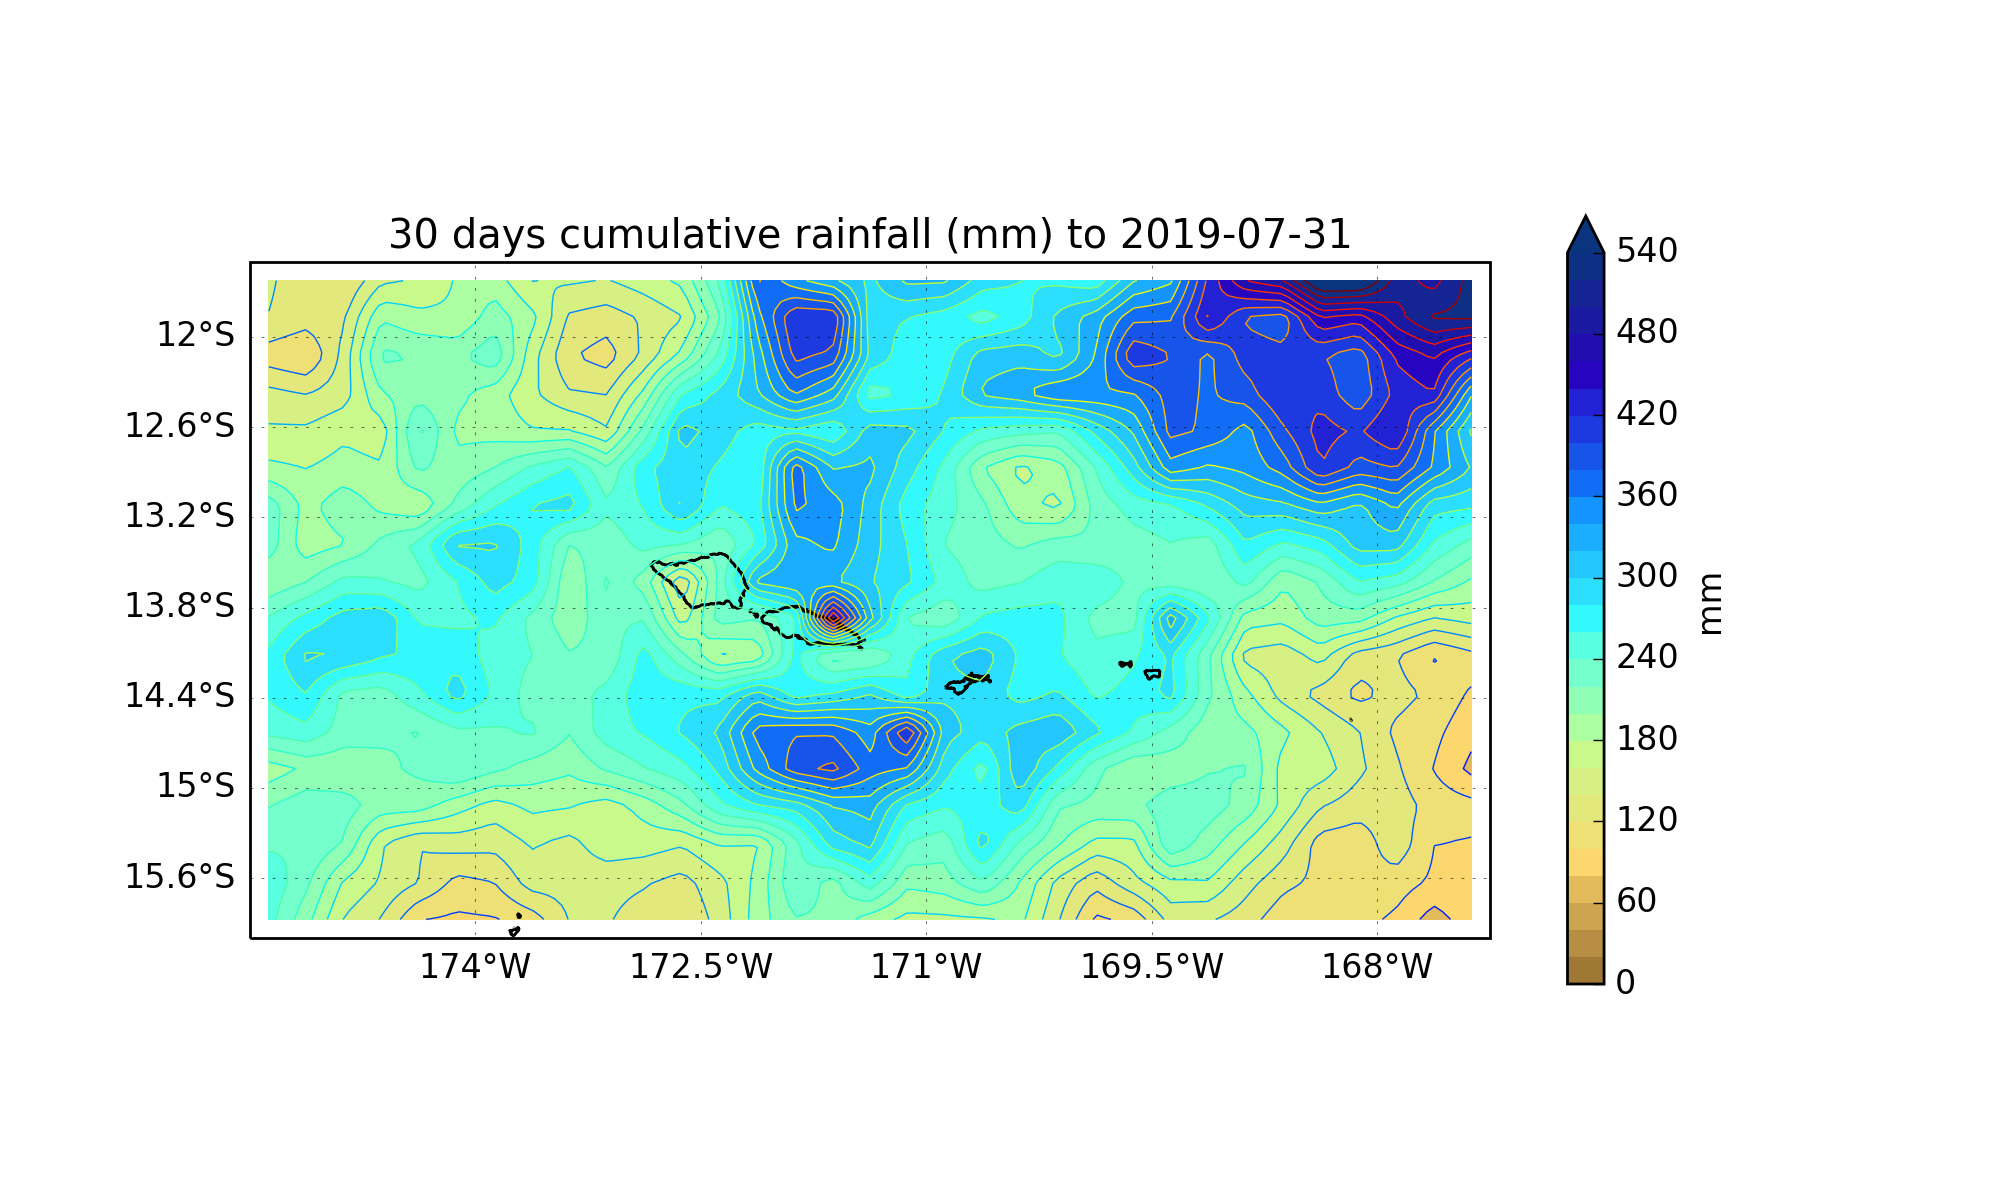 30 days cumulative rainfall (mm) to 2019-07-31
12°S
12.6°S
13.2°S
13.8°S
14.4°S
15°S
15.6°S
174°W
172.5°W
171°W
169.5°W
168°W
540
480
420
360
300
240
180
120
60
0
mm